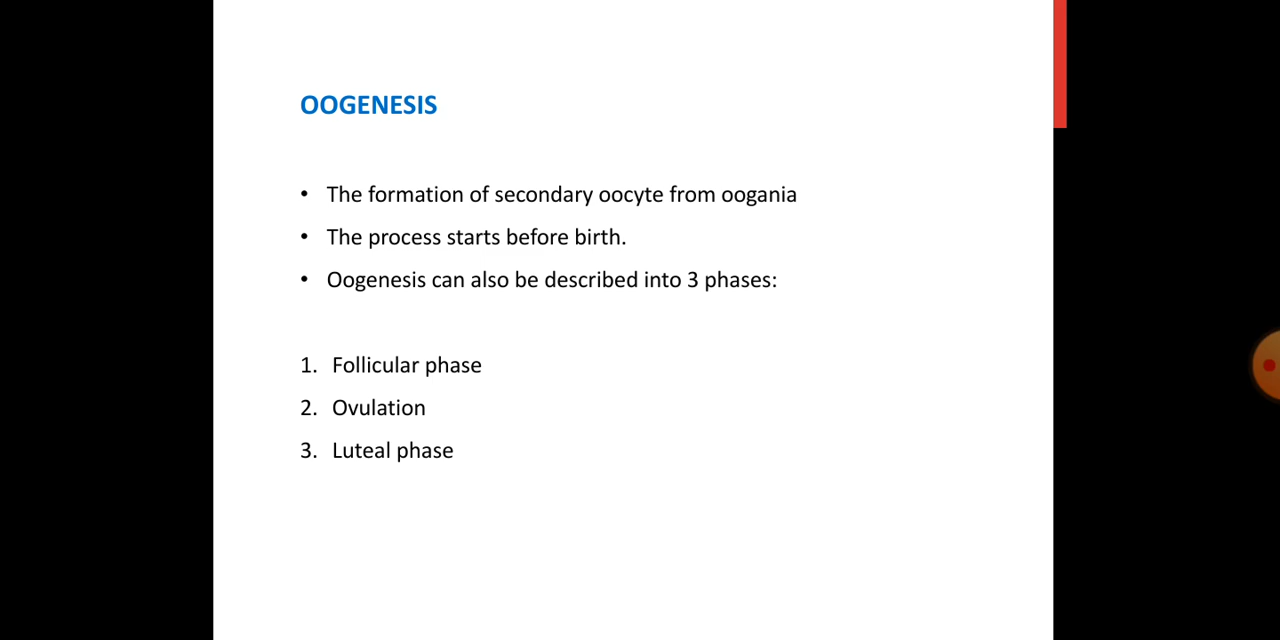 OOGENESIS
• The formation of secondary oocyte from oogania
• The process starts before birth.
• Oogenesis can also be described into 3 phases:
1. Follicular phase
2. Ovulation
3. Luteal phase